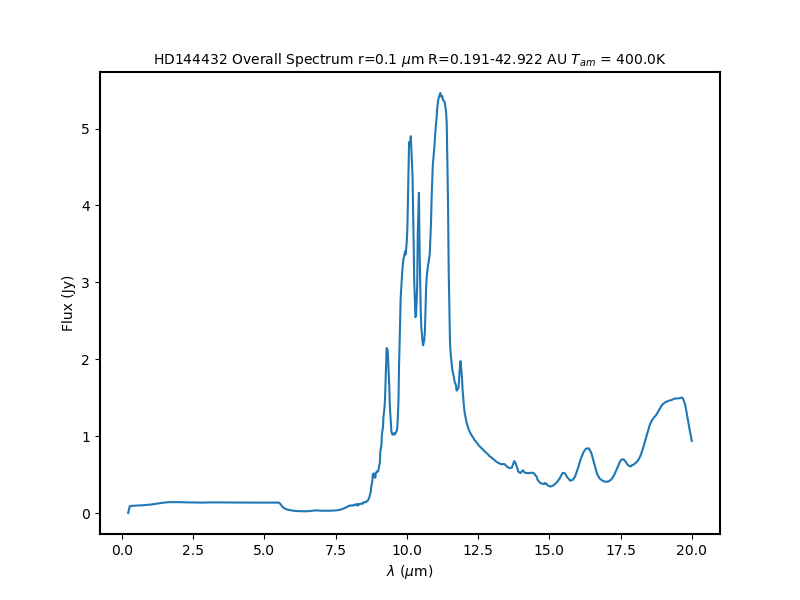 HD144432 Overall Spectrum r=0.1 μm R=0.191-42.922 AU T_am = 400.0K
5
4
3
2
1
0
Flux (Jy)
0.0 2.5 5.0 7.5 10.0 12.5 15.0 17.5 20.0
λ (μm)